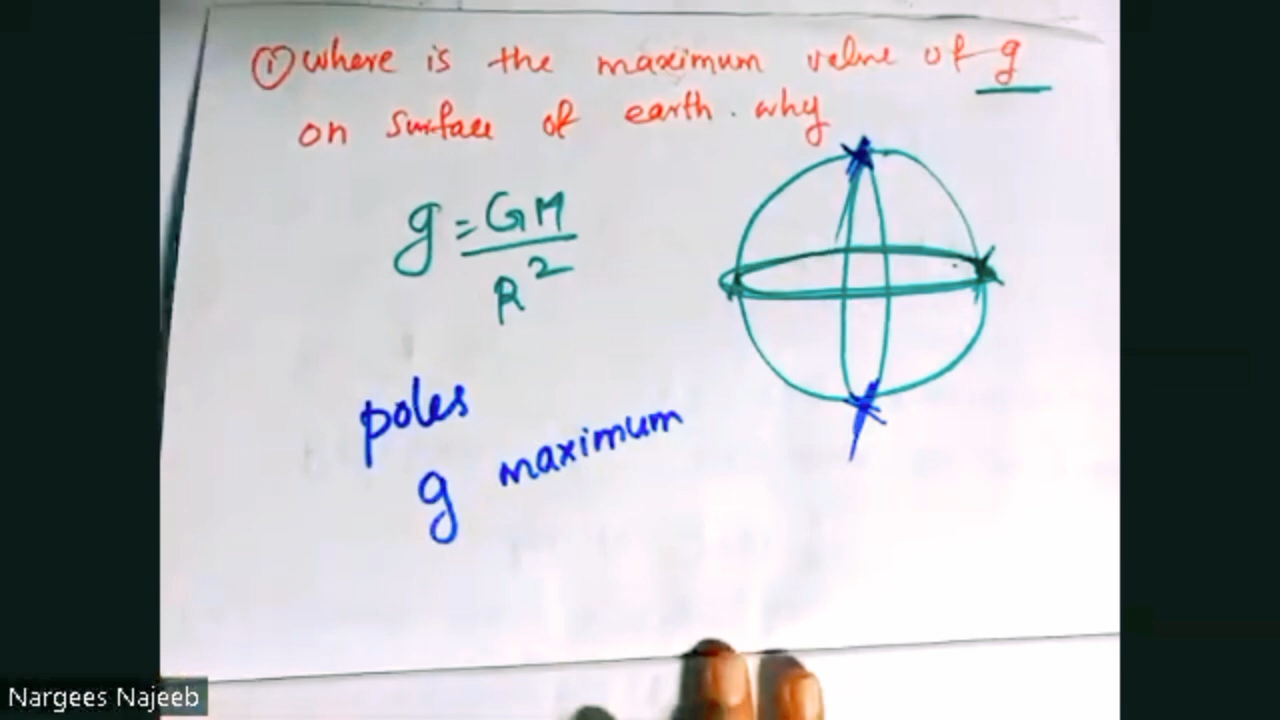 ① where is the maximum value of g
on surface of earth. why
g = GM
R²
poles
g maximum
Nargees Najeeb